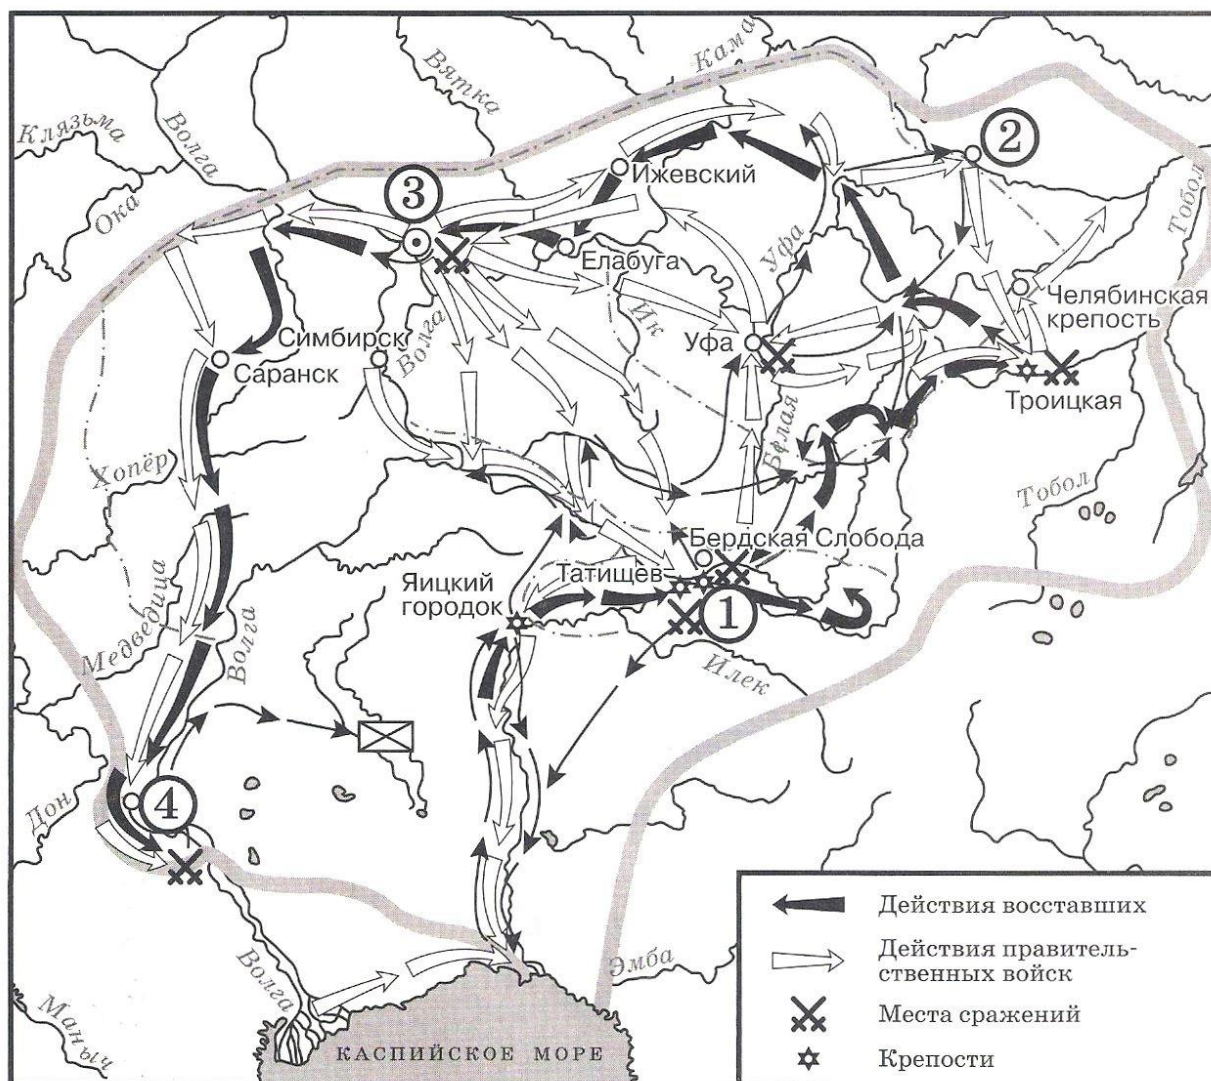 Кама
Вятка
Клязьма
Волга
2
3
Ижевский
Тобол
Ока
Уфа
Елабуга
Ик
Челябинская
крепость
Волга
Симбирск
Уфа
Саранск
Троицкая
Белая
Хопёр
Тобол
Бердская Слобода
Татищев
Яицкий
городок
1
Медведица
Волга
Илек
Дон
4
Действия восставших
Действия правитель-
ственных войск
Эмба
Волга
Места сражений
Маныч
КАСПИЙСКОЕ МОРЕ
Крепости